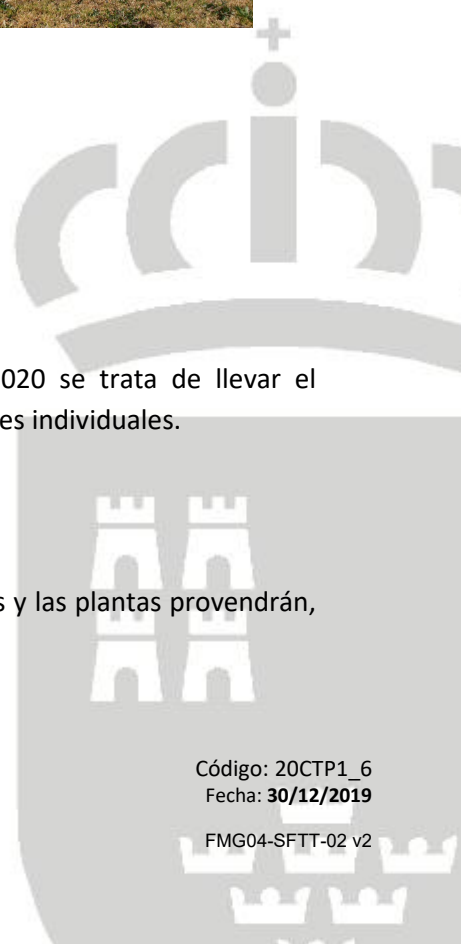 020 se trata de llevar el
es individuales.
s y las plantas provendrán,
Código: 20CTP1_6
Fecha: 30/12/2019
FMG04-SFTT-02 v2